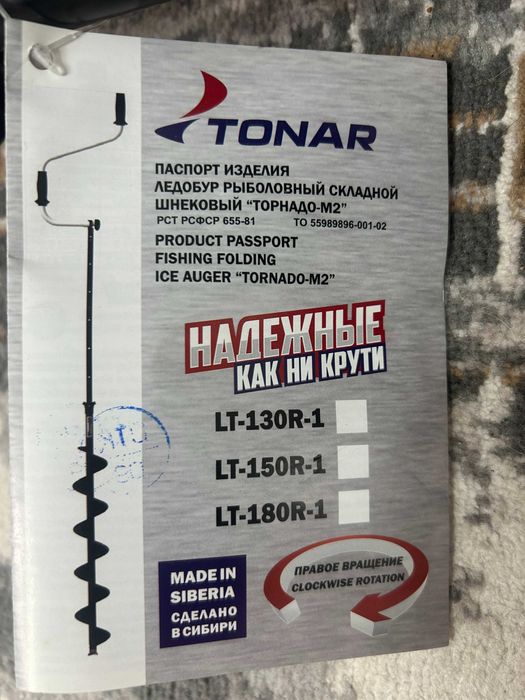 TONAR
ПАСПОРТ ИЗДЕЛИЯ
ЛЕДОБУР РЫБОЛОВНЫЙ СКЛАДНОЙ
ШНЕКОВЫЙ "ТОРНАДО-М2"
РСТ РСФСР 655-81 ТО 55989896-001-02
PRODUCT PASSPORT
FISHING FOLDING
ICE AUGER "TORNADO-M2"
НАДЕЖНЫЕ
КАК НИ КРУТИ
LT-130R-1
LT-150R-1
LT-180R-1
MADE IN
SIBERIA
СДЕЛАНО
В СИБИРИ
ПРАВОЕ ВРАЩЕНИЕ
CLOCKWISE ROTATION